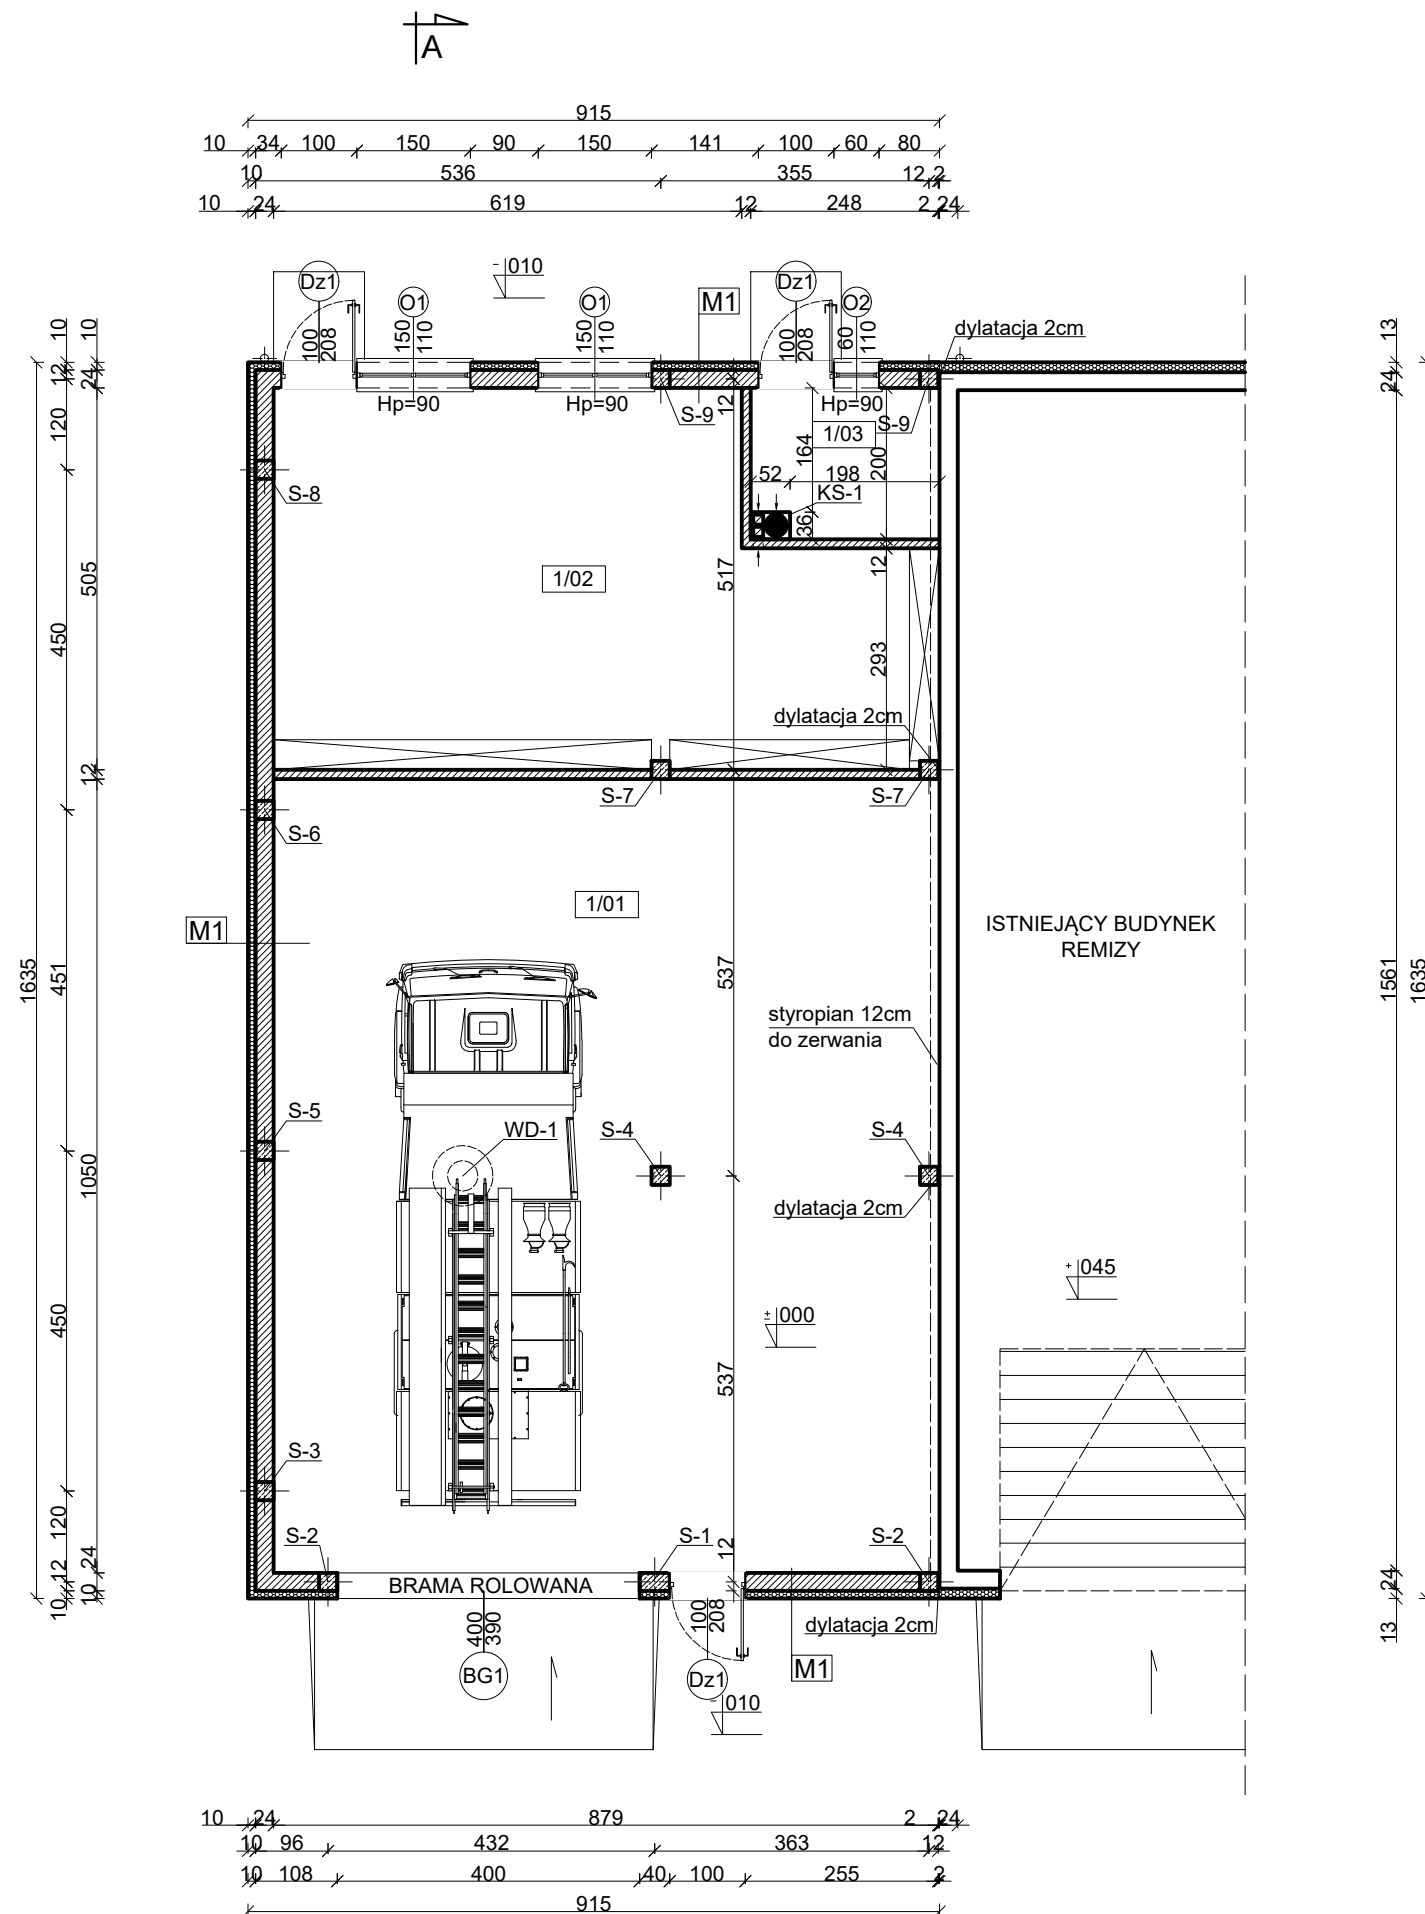 A
915
10 34 100 150 90 150 141 100 60 80
10 536 355 12 2
10 24 619 12 248 2 24
Dz1
O1
O1
- 010
M1
Dz1
O2
100
208
150
110
150
110
100
208
60
110
dylatacja 2cm
Hp=90
Hp=90
Hp=90
S-9
S-9
12
1/03
164
200
52
198
KS-1
36
12
S-8
1/02
517
293
dylatacja 2cm
S-7
S-7
S-6
1/01
M1
537
ISTNIEJĄCY BUDYNEK
REMIZY
styropian 12cm
do zerwania
S-5
WD-1
S-4
S-4
dylatacja 2cm
+ 045
± 000
537
S-3
S-2
S-1
12
S-2
BRAMA ROLOWANA
400
390
100
208
dylatacja 2cm
BG1
Dz1
M1
- 010
1635
10
12
120
450
451
450
120
12
10
10
24
505
12
1050
24
10
13
24
1561
24
13
1635
10 24 879 2 24
10 96 432 363 12
10 108 400 40 100 255 2
915